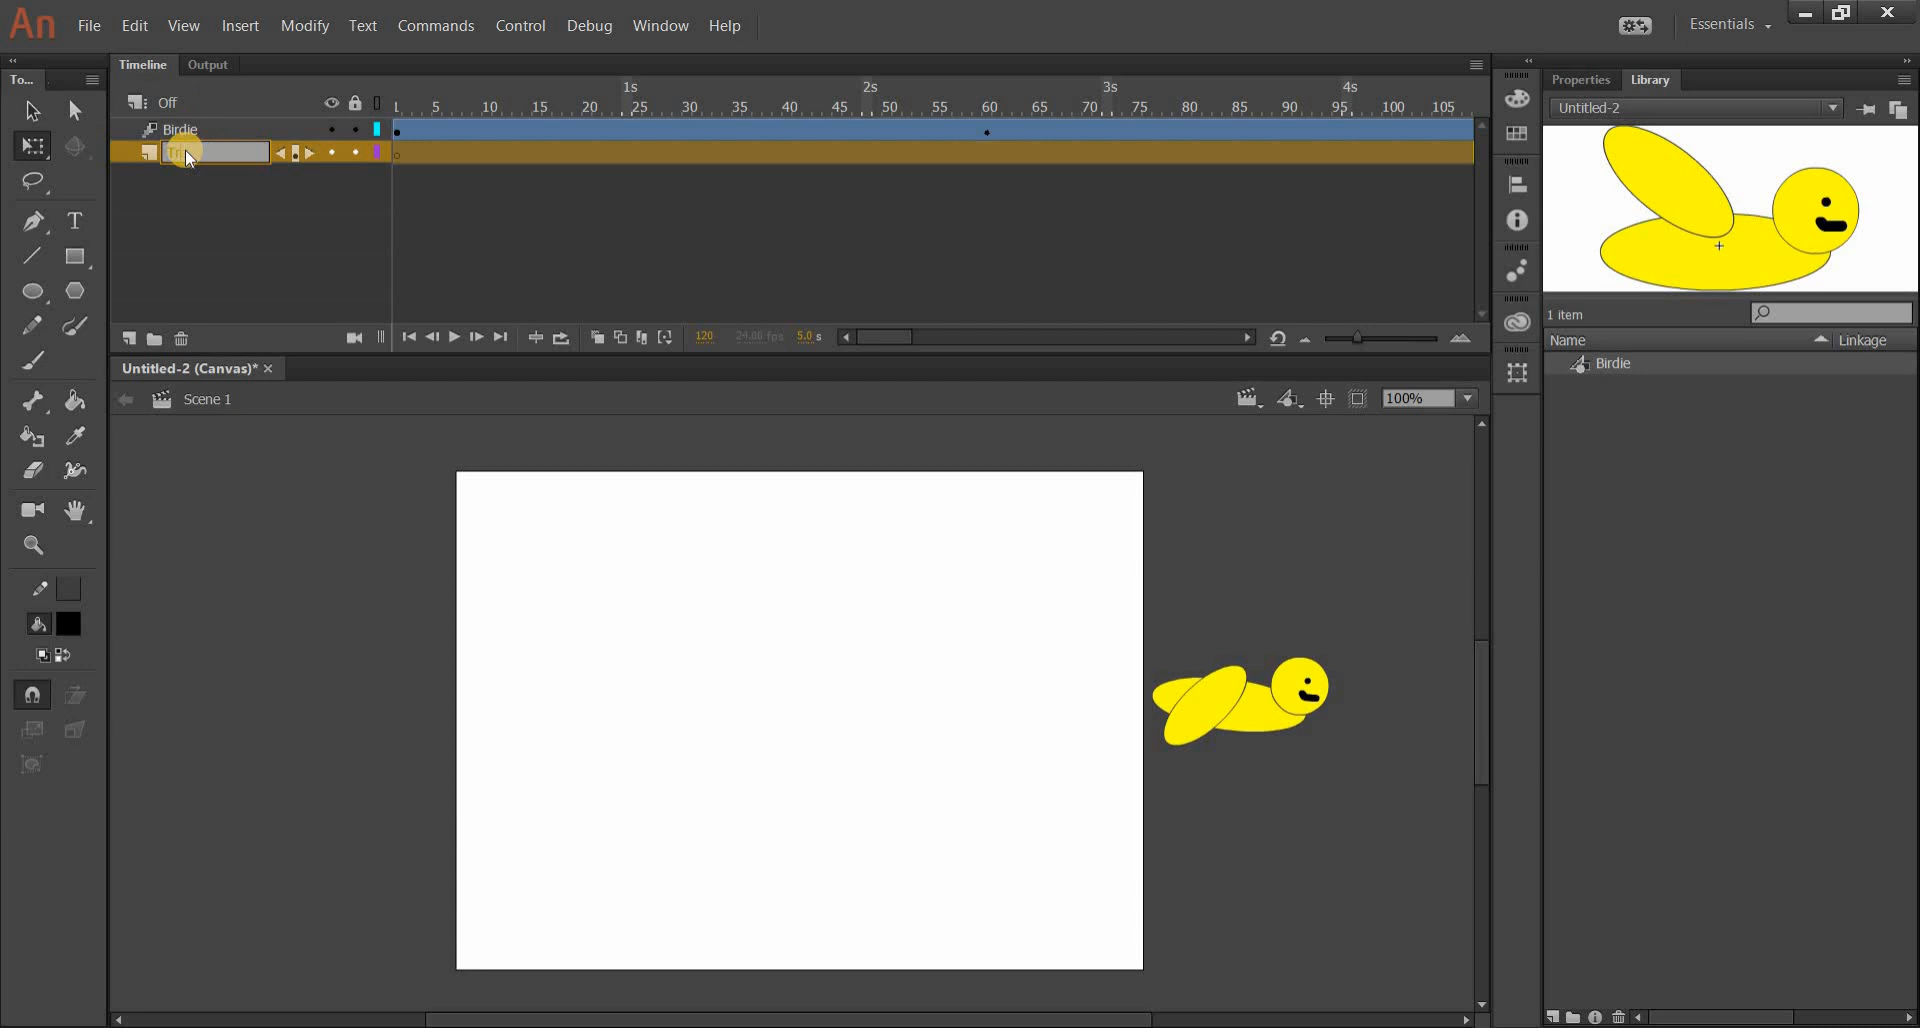 An File Edit View Insert Modify Text Commands Control Debug Window Help Essentials
Timeline Output
To... Properties Library
Off 1s 2s 3s 4s
1 5 10 15 20 25 30 35 40 45 50 55 60 65 70 75 80 85 90 95 100 105
Untitled-2
Birdie
1 item
120 24.00 fps 5.0 s
Name Linkage
Birdie
Untitled-2 (Canvas)* ×
Scene 1 100%